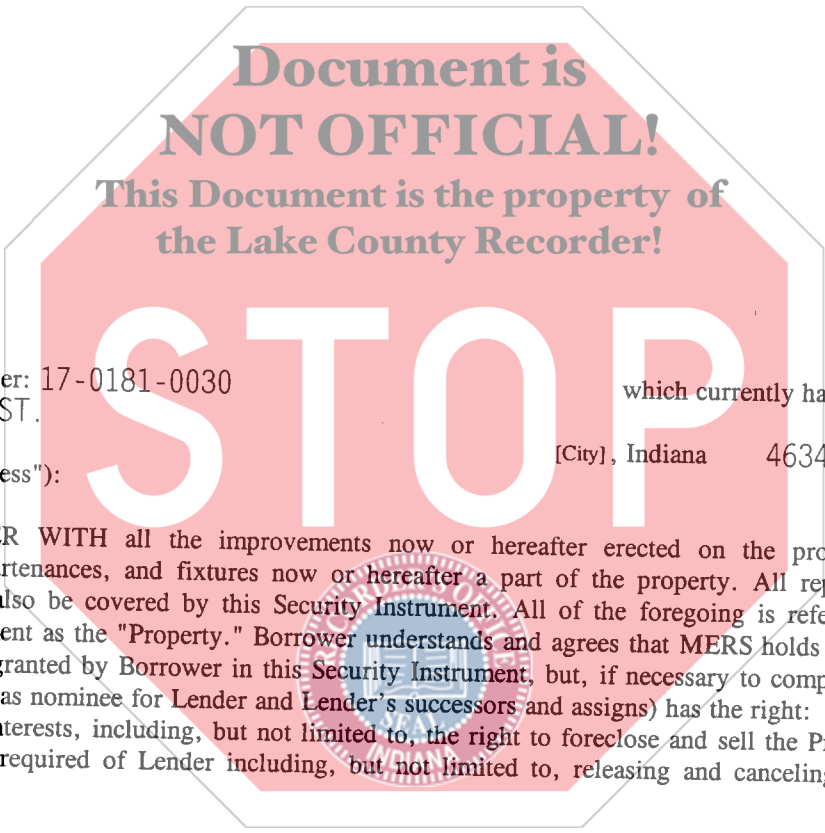 Document is
NOT OFFICIAL!
This Document is the property of
the Lake County Recorder!
STOP
er: 17-0181-0030 which currently ha
ST.
[City], Indiana 4634
ess"):
ER WITH all the improvements now or hereafter erected on the pro
rtenances, and fixtures now or hereafter a part of the property. All rep
also be covered by this Security Instrument. All of the foregoing is refe
ent as the "Property." Borrower understands and agrees that MERS holds
granted by Borrower in this Security Instrument, but, if necessary to comp
as nominee for Lender and Lender's successors and assigns) has the right:
nterests, including, but not limited to, the right to foreclose and sell the P
required of Lender including, but not limited to, releasing and canceling
SEAL
INDIANA